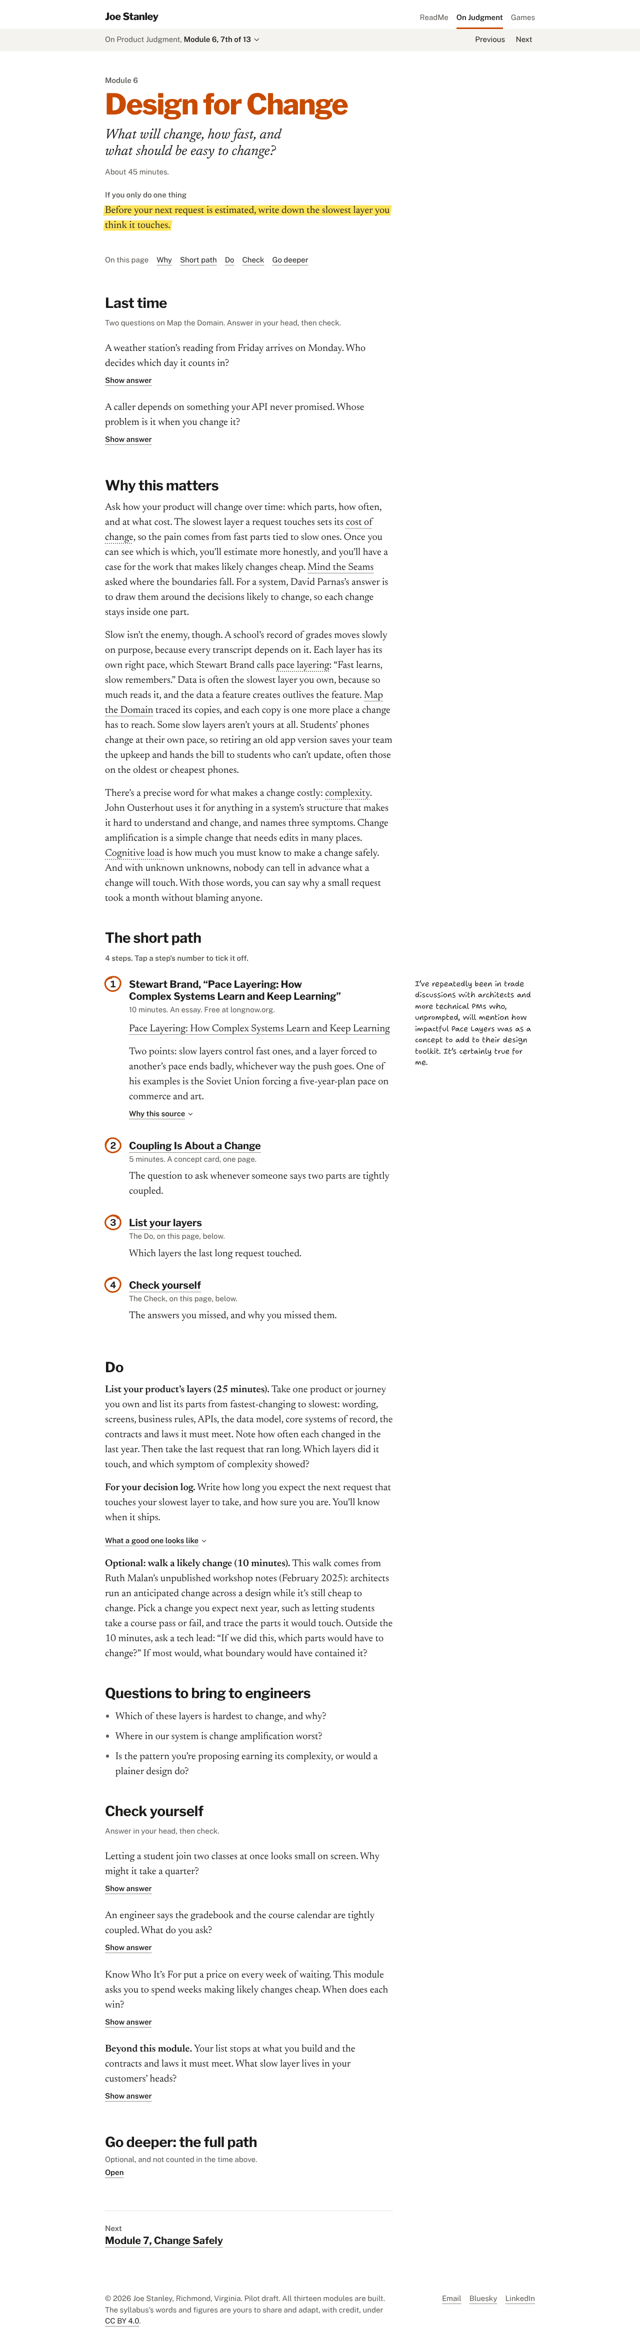 Joe Stanley
ReadMe On Judgment Games
On Product Judgment, Module 6, 7th of 13
Previous Next
Module 6
Design for Change
What will change, how fast, and
what should be easy to change?
About 45 minutes.
If you only do one thing
Before your next request is estimated, write down the slowest layer you
think it touches.
On this page Why Short path Do Check Go deeper
Last time
Two questions on Map the Domain. Answer in your head, then check.
A weather station's reading from Friday arrives on Monday. Who
decides which day it counts in?
Show answer
A caller depends on something your API never promised. Whose
problem is it when you change it?
Show answer
Why this matters
Ask how your product will change over time: which parts, how often,
and at what cost. The slowest layer a request touches sets its cost of
change, so the pain comes from fast parts tied to slow ones. Once you
can see which is which, you'll estimate more honestly, and you'll have a
case for the work that makes likely changes cheap. Mind the Seams
asked where the boundaries fall. For a system, David Parnas's answer is
to draw them around the decisions likely to change, so each change
stays inside one part.
Slow isn't the enemy, though. A school's record of grades moves slowly
on purpose, because every transcript depends on it. Each layer has its
own right pace, which Stewart Brand calls pace layering: “Fast learns,
slow remembers.” Data is often the slowest layer you own, because so
much reads it, and the data a feature creates outlives the feature. Map
the Domain traced its copies, and each copy is one more place a change
has to reach. Some slow layers aren't yours at all. Students' phones
change at their own pace, so retiring an old app version saves your team
the upkeep and hands the bill to students who can't update, often those
on the oldest or cheapest phones.
There's a precise word for what makes a change costly: complexity.
John Ousterhout uses it for anything in a system's structure that makes
it hard to understand and change, and names three symptoms. Change
amplification is a simple change that needs edits in many places.
Cognitive load is how much you must know to make a change safely.
And with unknown unknowns, nobody can tell in advance what a
change will touch. With those words, you can say why a small request
took a month without blaming anyone.
The short path
4 steps. Tap a step's number to tick it off.
1
Stewart Brand, “Pace Layering: How
Complex Systems Learn and Keep Learning”
10 minutes. An essay. Free at longnow.org.
Pace Layering: How Complex Systems Learn and Keep Learning
Two points: slow layers control fast ones, and a layer forced to
another's pace ends badly, whichever way the push goes. One of
his examples is the Soviet Union forcing a five-year-plan pace on
commerce and art.
Why this source
I've repeatedly been in trade
discussions with architects and
more technical PMs who,
unprompted, will mention how
impactful Pace Layers was as a
concept to add to their design
toolkit. It's certainly true for
me.
2
Coupling Is About a Change
5 minutes. A concept card, one page.
The question to ask whenever someone says two parts are tightly
coupled.
3
List your layers
The Do, on this page, below.
Which layers the last long request touched.
4
Check yourself
The Check, on this page, below.
The answers you missed, and why you missed them.
Do
List your product's layers (25 minutes). Take one product or journey
you own and list its parts from fastest-changing to slowest: wording,
screens, business rules, APIs, the data model, core systems of record, the
contracts and laws it must meet. Note how often each changed in the
last year. Then take the last request that ran long. Which layers did it
touch, and which symptom of complexity showed?
For your decision log. Write how long you expect the next request that
touches your slowest layer to take, and how sure you are. You'll know
when it ships.
What a good one looks like
Optional: walk a likely change (10 minutes). This walk comes from
Ruth Malan's unpublished workshop notes (February 2025): architects
run an anticipated change across a design while it's still cheap to
change. Pick a change you expect next year, such as letting students
take a course pass or fail, and trace the parts it would touch. Outside the
10 minutes, ask a tech lead: “If we did this, which parts would have to
change?” If most would, what boundary would have contained it?
Questions to bring to engineers
• Which of these layers is hardest to change, and why?
• Where in our system is change amplification worst?
• Is the pattern you're proposing earning its complexity, or would a
plainer design do?
Check yourself
Answer in your head, then check.
Letting a student join two classes at once looks small on screen. Why
might it take a quarter?
Show answer
An engineer says the gradebook and the course calendar are tightly
coupled. What do you ask?
Show answer
Know Who It's For put a price on every week of waiting. This module
asks you to spend weeks making likely changes cheap. When does each
win?
Show answer
Beyond this module. Your list stops at what you build and the
contracts and laws it must meet. What slow layer lives in your
customers' heads?
Show answer
Go deeper: the full path
Optional, and not counted in the time above.
Open
Next
Module 7, Change Safely
© 2026 Joe Stanley, Richmond, Virginia. Pilot draft. All thirteen modules are built.
The syllabus's words and figures are yours to share and adapt, with credit, under
CC BY 4.0.
Email Bluesky LinkedIn